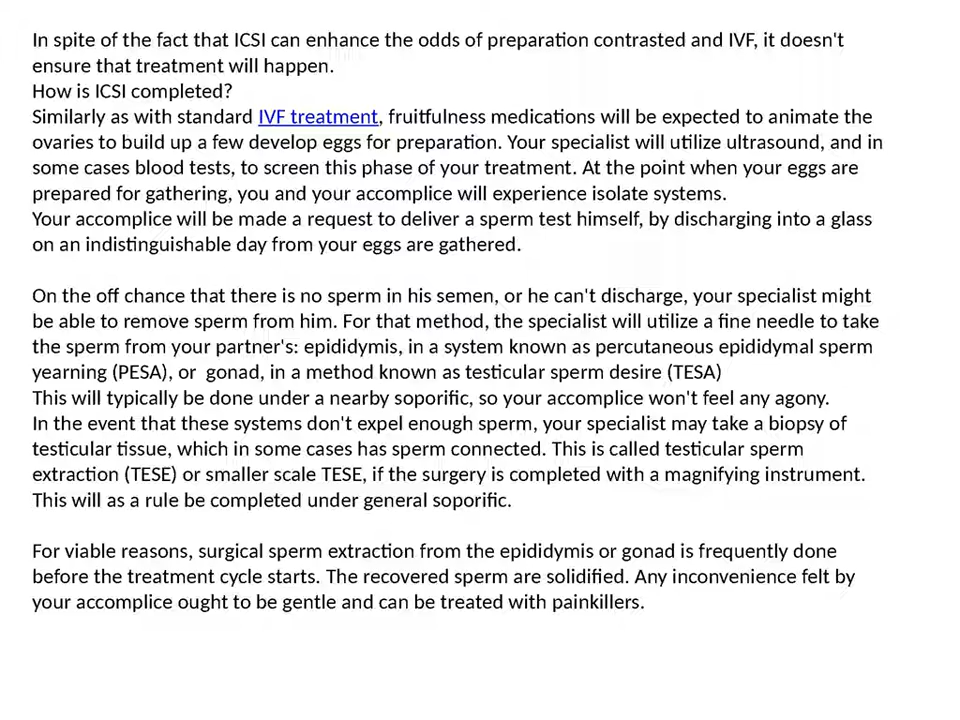 In spite of the fact that ICSI can enhance the odds of preparation contrasted and IVF, it doesn't
ensure that treatment will happen.
How is ICSI completed?
Similarly as with standard IVF treatment, fruitfulness medications will be expected to animate the
ovaries to build up a few develop eggs for preparation. Your specialist will utilize ultrasound, and in
some cases blood tests, to screen this phase of your treatment. At the point when your eggs are
prepared for gathering, you and your accomplice will experience isolate systems.
Your accomplice will be made a request to deliver a sperm test himself, by discharging into a glass
on an indistinguishable day from your eggs are gathered.
On the off chance that there is no sperm in his semen, or he can't discharge, your specialist might
be able to remove sperm from him. For that method, the specialist will utilize a fine needle to take
the sperm from your partner's: epididymis, in a system known as percutaneous epididymal sperm
yearning (PESA), or  gonad, in a method known as testicular sperm desire (TESA)
This will typically be done under a nearby soporific, so your accomplice won't feel any agony.
In the event that these systems don't expel enough sperm, your specialist may take a biopsy of
testicular tissue, which in some cases has sperm connected. This is called testicular sperm
extraction (TESE) or smaller scale TESE, if the surgery is completed with a magnifying instrument.
This will as a rule be completed under general soporific.
For viable reasons, surgical sperm extraction from the epididymis or gonad is frequently done
before the treatment cycle starts. The recovered sperm are solidified. Any inconvenience felt by
your accomplice ought to be gentle and can be treated with painkillers.